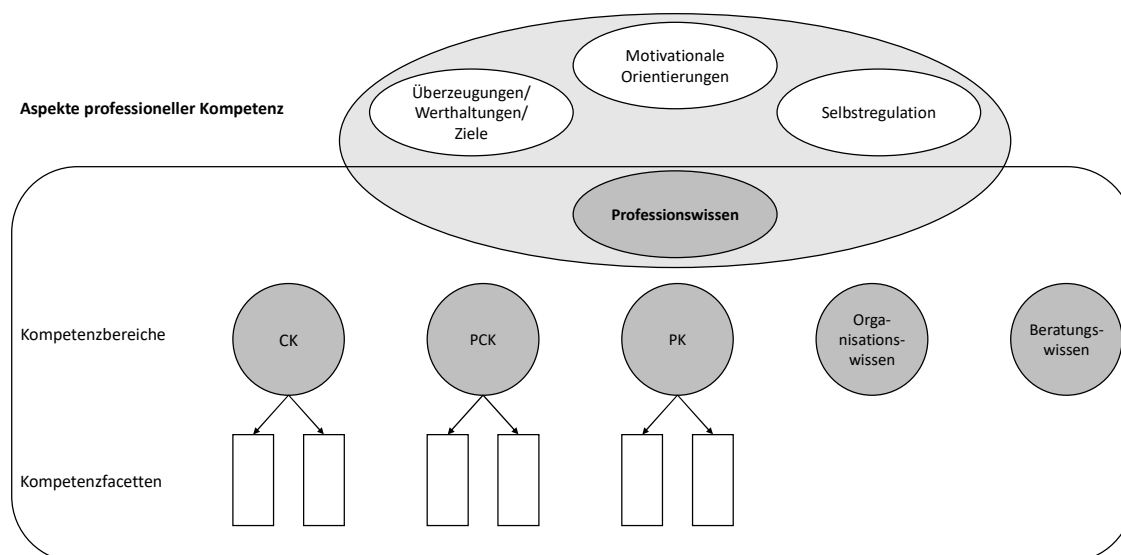 Motivationale
Orientierungen
Überzeugungen/
Werthaltungen/
Ziele
Selbstregulation
Aspekte professioneller Kompetenz
Professionswissen
Kompetenzbereiche
CK
PCK
PK
Orga-
nisations-
wissen
Beratungs-
wissen
Kompetenzfacetten